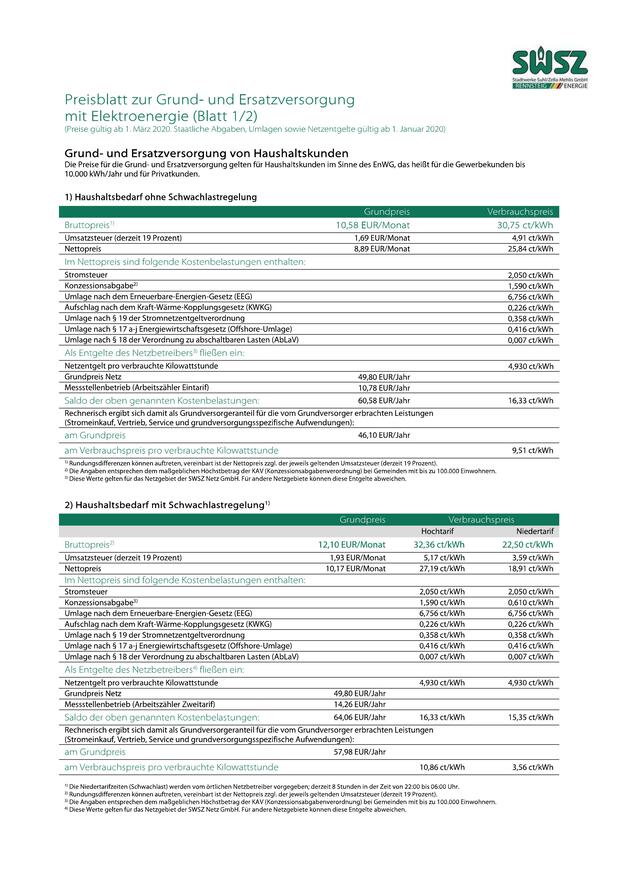 SWSZ
Stadtwerke Suhl/Zella-Mehlis GmbH
RENNSTEIG ENERGIE
Preisblatt zur Grund- und Ersatzversorgung
mit Elektroenergie (Blatt 1/2)
(Preise gültig ab 1. März 2020. Staatliche Abgaben, Umlagen sowie Netzentgelte gültig ab 1. Januar 2020)
Grund- und Ersatzversorgung von Haushaltskunden
Die Preise für die Grund- und Ersatzversorgung gelten für Haushaltskunden im Sinne des EnWG, das heißt für die Gewerbekunden bis
10.000 kWh/Jahr und für Privatkunden.
1) Haushaltsbedarf ohne Schwachlastregelung
Grundpreis Verbrauchspreis
Bruttopreis1) 10,58 EUR/Monat 30,75 ct/kWh
Umsatzsteuer (derzeit 19 Prozent) 1,69 EUR/Monat 4,91 ct/kWh
Nettopreis 8,89 EUR/Monat 25,84 ct/kWh
Im Nettopreis sind folgende Kostenbelastungen enthalten:
Stromsteuer 2,050 ct/kWh
Konzessionsabgabe2) 1,590 ct/kWh
Umlage nach dem Erneuerbare-Energien-Gesetz (EEG) 6,756 ct/kWh
Aufschlag nach dem Kraft-Wärme-Kopplungsgesetz (KWKG) 0,226 ct/kWh
Umlage nach § 19 der Stromnetzentgeltverordnung 0,358 ct/kWh
Umlage nach § 17 a-j Energiewirtschaftsgesetz (Offshore-Umlage) 0,416 ct/kWh
Umlage nach § 18 der Verordnung zu abschaltbaren Lasten (AbLaV) 0,007 ct/kWh
Als Entgelte des Netzbetreibers3) fließen ein:
Netzentgelt pro verbrauchte Kilowattstunde 4,930 ct/kWh
Grundpreis Netz 49,80 EUR/Jahr
Messstellenbetrieb (Arbeitszähler Eintarif) 10,78 EUR/Jahr
Saldo der oben genannten Kostenbelastungen: 60,58 EUR/Jahr 16,33 ct/kWh
Rechnerisch ergibt sich damit als Grundversorgeranteil für die vom Grundversorger erbrachten Leistungen
(Stromeinkauf, Vertrieb, Service und grundversorgungsspezifische Aufwendungen):
am Grundpreis 46,10 EUR/Jahr
am Verbrauchspreis pro verbrauchte Kilowattstunde 9,51 ct/kWh
1) Rundungsdifferenzen können auftreten, vereinbart ist der Nettopreis zzgl. der jeweils geltenden Umsatzsteuer (derzeit 19 Prozent).
2) Die Angaben entsprechen dem maßgeblichen Höchstbetrag der KAV (Konzessionsabgabenverordnung) bei Gemeinden mit bis zu 100.000 Einwohnern.
3) Diese Werte gelten für das Netzgebiet der SWSZ Netz GmbH. Für andere Netzgebiete können diese Entgelte abweichen.
2) Haushaltsbedarf mit Schwachlastregelung1)
Grundpreis Verbrauchspreis
Hochtarif Niedertarif
Bruttopreis2) 12,10 EUR/Monat 32,36 ct/kWh 22,50 ct/kWh
Umsatzsteuer (derzeit 19 Prozent) 1,93 EUR/Monat 5,17 ct/kWh 3,59 ct/kWh
Nettopreis 10,17 EUR/Monat 27,19 ct/kWh 18,91 ct/kWh
Im Nettopreis sind folgende Kostenbelastungen enthalten:
Stromsteuer 2,050 ct/kWh 2,050 ct/kWh
Konzessionsabgabe3) 1,590 ct/kWh 0,610 ct/kWh
Umlage nach dem Erneuerbare-Energien-Gesetz (EEG) 6,756 ct/kWh 6,756 ct/kWh
Aufschlag nach dem Kraft-Wärme-Kopplungsgesetz (KWKG) 0,226 ct/kWh 0,226 ct/kWh
Umlage nach § 19 der Stromnetzentgeltverordnung 0,358 ct/kWh 0,358 ct/kWh
Umlage nach § 17 a-j Energiewirtschaftsgesetz (Offshore-Umlage) 0,416 ct/kWh 0,416 ct/kWh
Umlage nach § 18 der Verordnung zu abschaltbaren Lasten (AbLaV) 0,007 ct/kWh 0,007 ct/kWh
Als Entgelte des Netzbetreibers4) fließen ein:
Netzentgelt pro verbrauchte Kilowattstunde 4,930 ct/kWh 4,930 ct/kWh
Grundpreis Netz 49,80 EUR/Jahr
Messstellenbetrieb (Arbeitszähler Zweitarif) 14,26 EUR/Jahr
Saldo der oben genannten Kostenbelastungen: 64,06 EUR/Jahr 16,33 ct/kWh 15,35 ct/kWh
Rechnerisch ergibt sich damit als Grundversorgeranteil für die vom Grundversorger erbrachten Leistungen
(Stromeinkauf, Vertrieb, Service und grundversorgungsspezifische Aufwendungen):
am Grundpreis 57,98 EUR/Jahr
am Verbrauchspreis pro verbrauchte Kilowattstunde 10,86 ct/kWh 3,56 ct/kWh
1) Die Niedertarifzeiten (Schwachlast) werden vom örtlichen Netzbetreiber vorgegeben; derzeit 8 Stunden in der Zeit von 22:00 bis 06:00 Uhr.
2) Rundungsdifferenzen können auftreten, vereinbart ist der Nettopreis zzgl. der jeweils geltenden Umsatzsteuer (derzeit 19 Prozent).
3) Die Angaben entsprechen dem maßgeblichen Höchstbetrag der KAV (Konzessionsabgabenverordnung) bei Gemeinden mit bis zu 100.000 Einwohnern.
4) Diese Werte gelten für das Netzgebiet der SWSZ Netz GmbH. Für andere Netzgebiete können diese Entgelte abweichen.